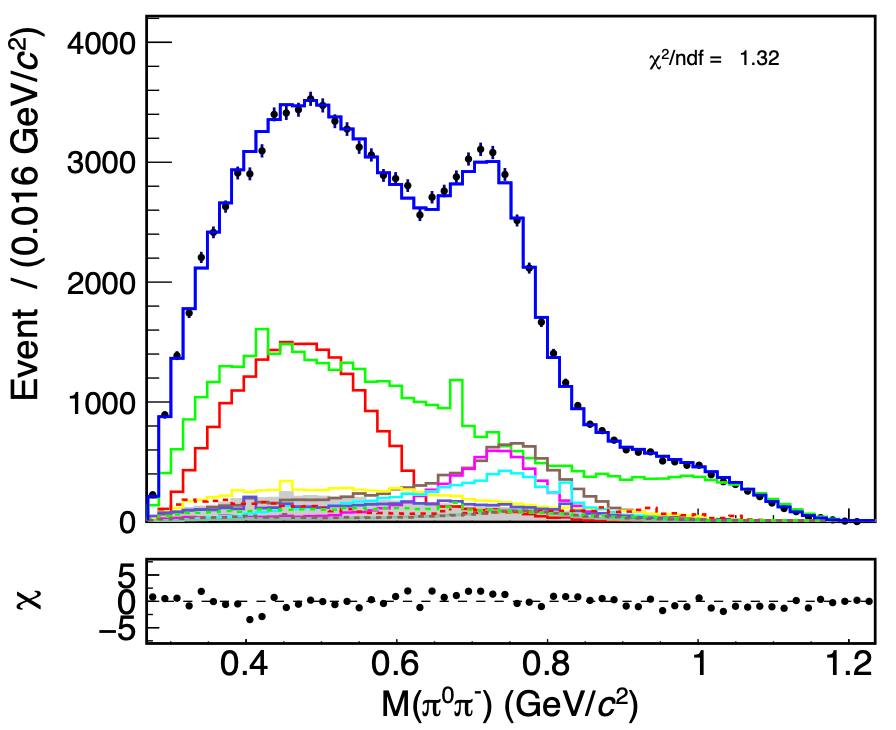 4000
3000
2000
1000
0
Event / (0.016 GeV/c²)
χ²/ndf = 1.32
5
0
−5
χ
0.4 0.6 0.8 1 1.2
M(π⁰π⁻) (GeV/c²)